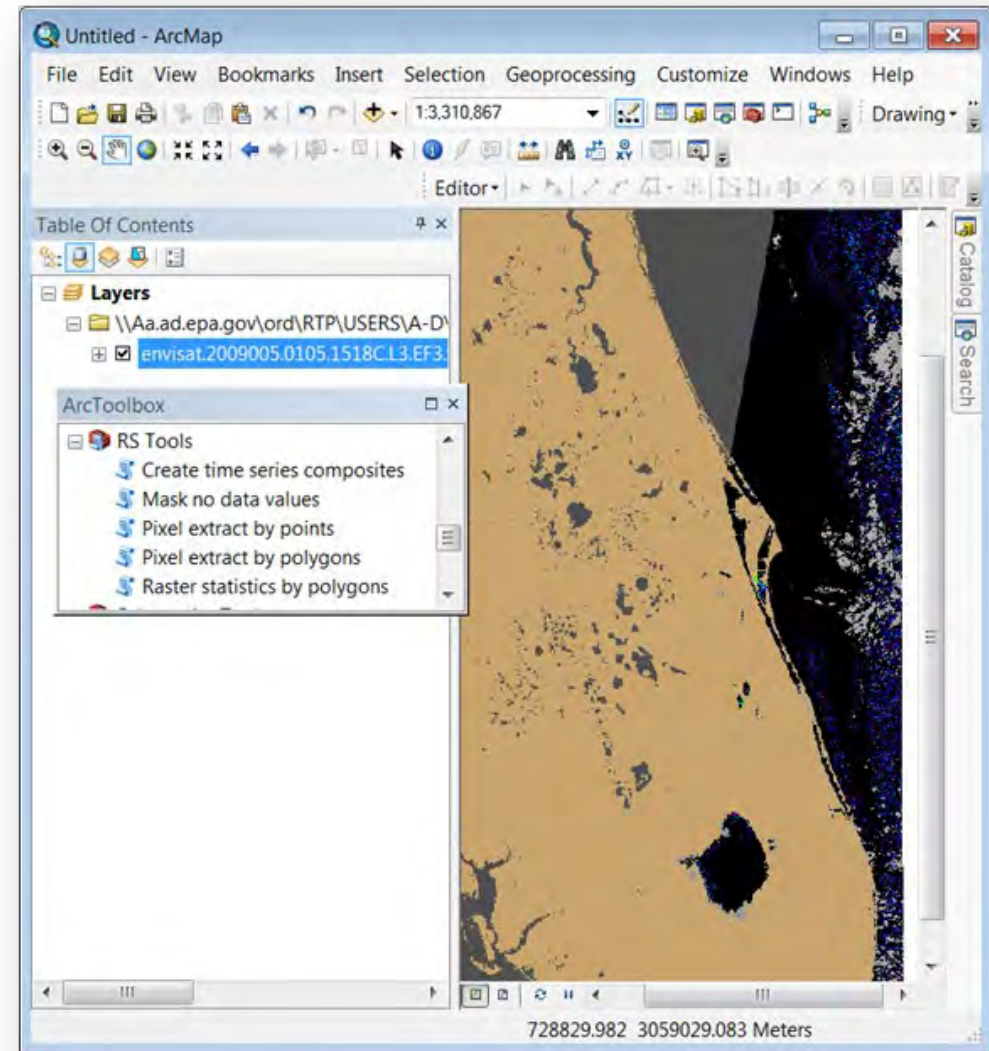 Untitled - ArcMap
File Edit View Bookmarks Insert Selection Geoprocessing Customize Windows Help
1:3,310,867 Drawing
XY
Editor
Table Of Contents
Layers
\\Aa.ad.epa.gov\ord\RTP\USERS\A-D\
envisat.2009005.0105.1518C.L3.EF3.
ArcToolbox
RS Tools
Create time series composites
Mask no data values
Pixel extract by points
Pixel extract by polygons
Raster statistics by polygons
Catalog
Search
728829.982 3059029.083 Meters